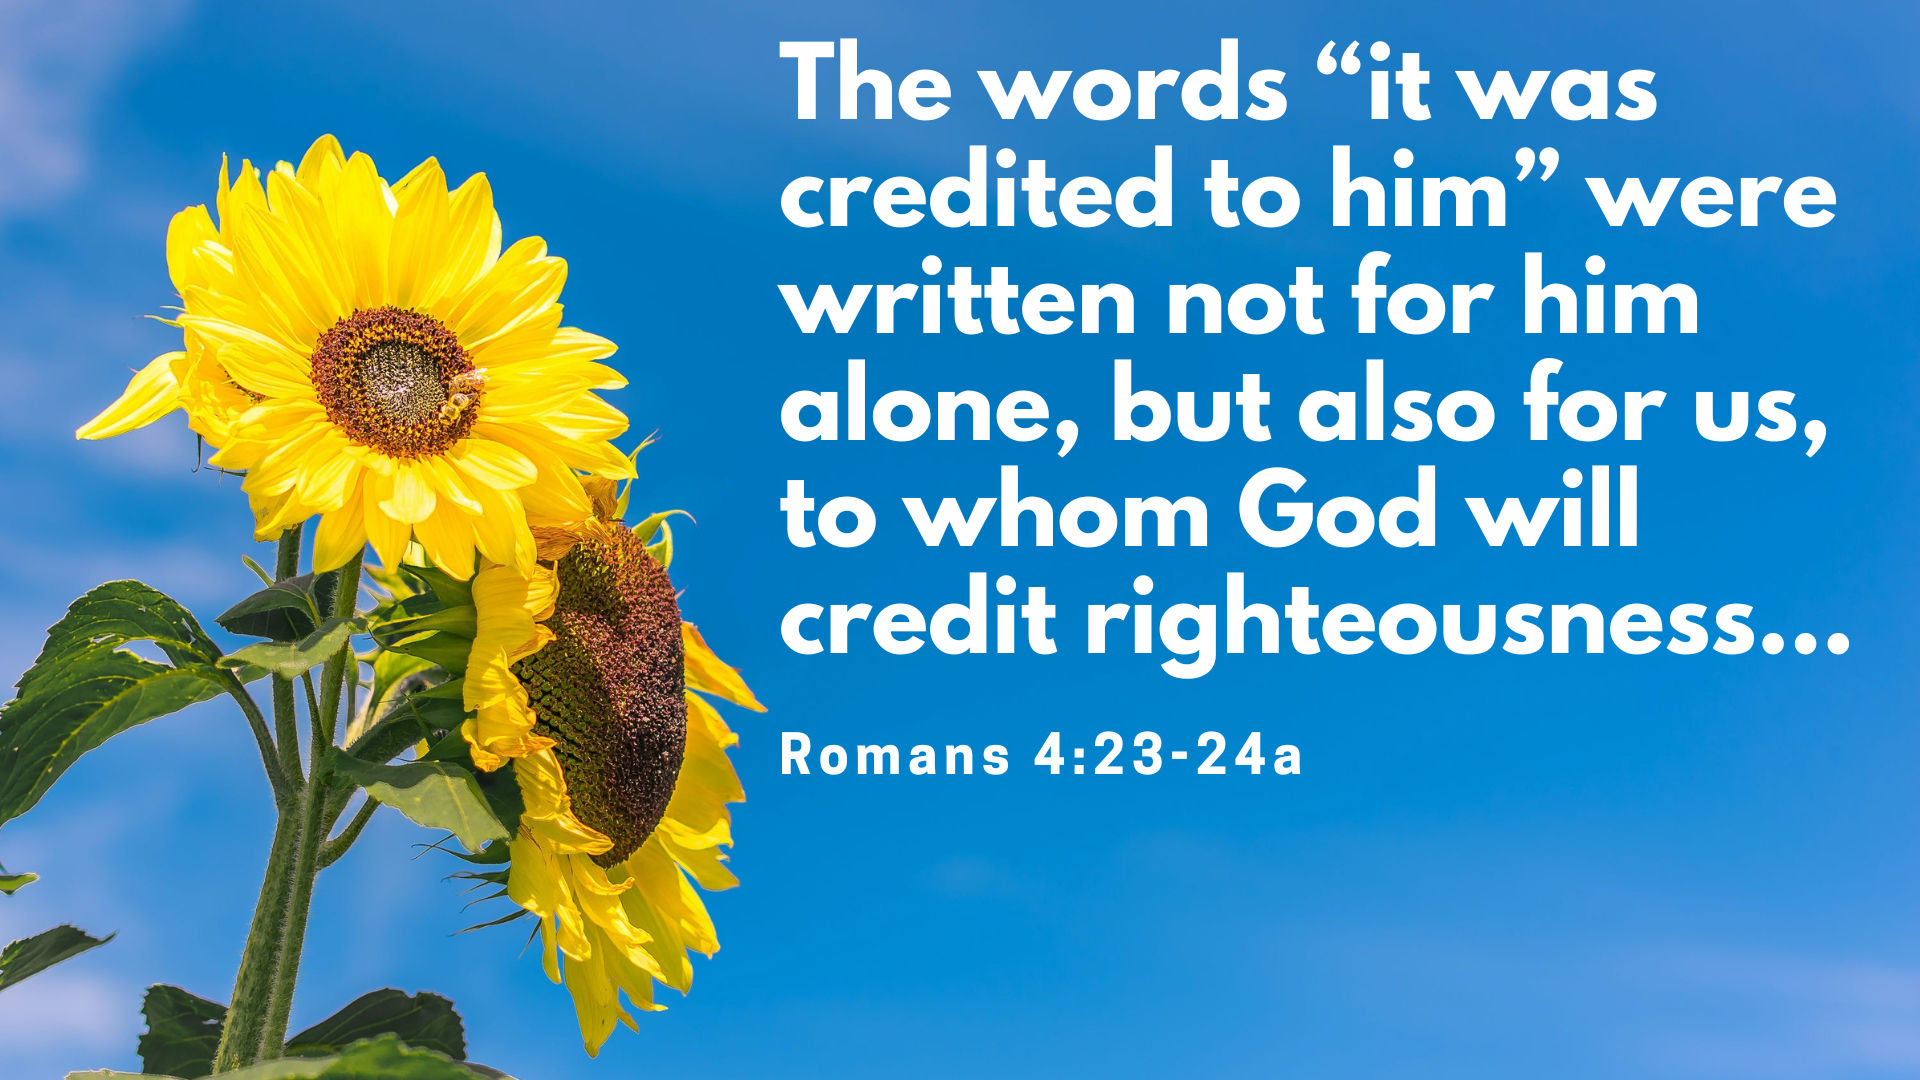 The words “it was
credited to him” were
written not for him
alone, but also for us,
to whom God will
credit righteousness...
Romans 4:23-24a